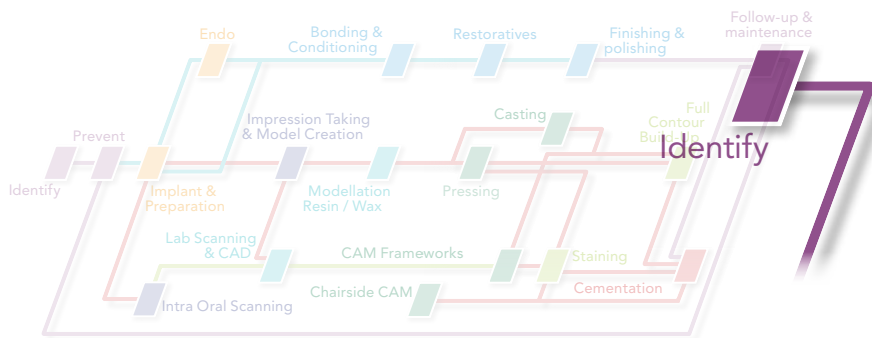 Endo
Bonding &
Conditioning
Restoratives
Finishing &
polishing
Follow-up &
maintenance
Prevent
Impression Taking
& Model Creation
Casting
Full
Contour
Build-Up
Identify
Identify
Implant &
Preparation
Modellation
Resin / Wax
Pressing
Lab Scanning
& CAD
CAM Frameworks
Staining
Intra Oral Scanning
Chairside CAM
Cementation